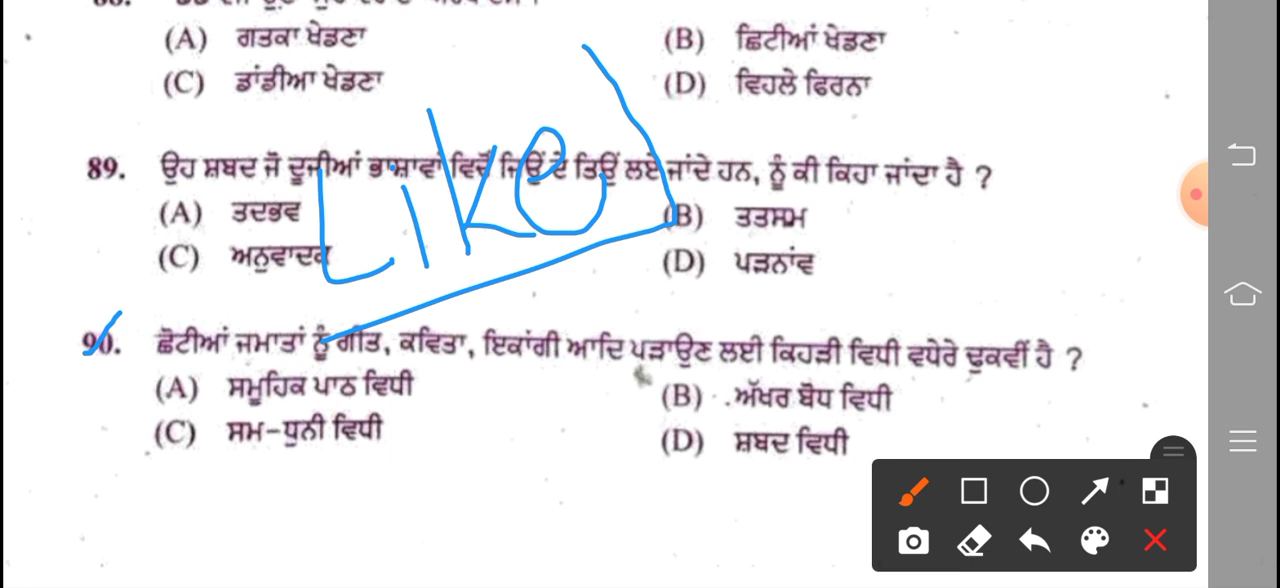 (A) ਗਤਕਾ ਖੇਡਣਾ (B) ਛਿਟੀਆਂ ਖੇਡਣਾ
(C) ਡਾਂਡੀਆ ਖੇਡਣਾ (D) ਵਿਹਲੇ ਫਿਰਨਾ
89. ਉਹ ਸ਼ਬਦ ਜੋ ਦੂਜੀਆਂ ਭਾਸ਼ਾਵਾਂ ਵਿਚੋਂ ਜਿਉਂ ਦੇ ਤਿਉਂ ਲਏ ਜਾਂਦੇ ਹਨ, ਨੂੰ ਕੀ ਕਿਹਾ ਜਾਂਦਾ ਹੈ ?
(A) ਤਦਭਵ (B) ਤਤਸਮ
(C) ਅਨੁਵਾਦਕ (D) ਪੜਨਾਂਵ
Like
90. ਛੋਟੀਆਂ ਜਮਾਤਾਂ ਨੂੰ ਗੀਤ, ਕਵਿਤਾ, ਇਕਾਂਗੀ ਆਦਿ ਪੜਾਉਣ ਲਈ ਕਿਹੜੀ ਵਿਧੀ ਵਧੇਰੇ ਢੁਕਵੀਂ ਹੈ ?
(A) ਸਮੂਹਿਕ ਪਾਠ ਵਿਧੀ (B) ਅੱਖਰ ਬੋਧ ਵਿਧੀ
(C) ਸਮ-ਧੁਨੀ ਵਿਧੀ (D) ਸ਼ਬਦ ਵਿਧੀ